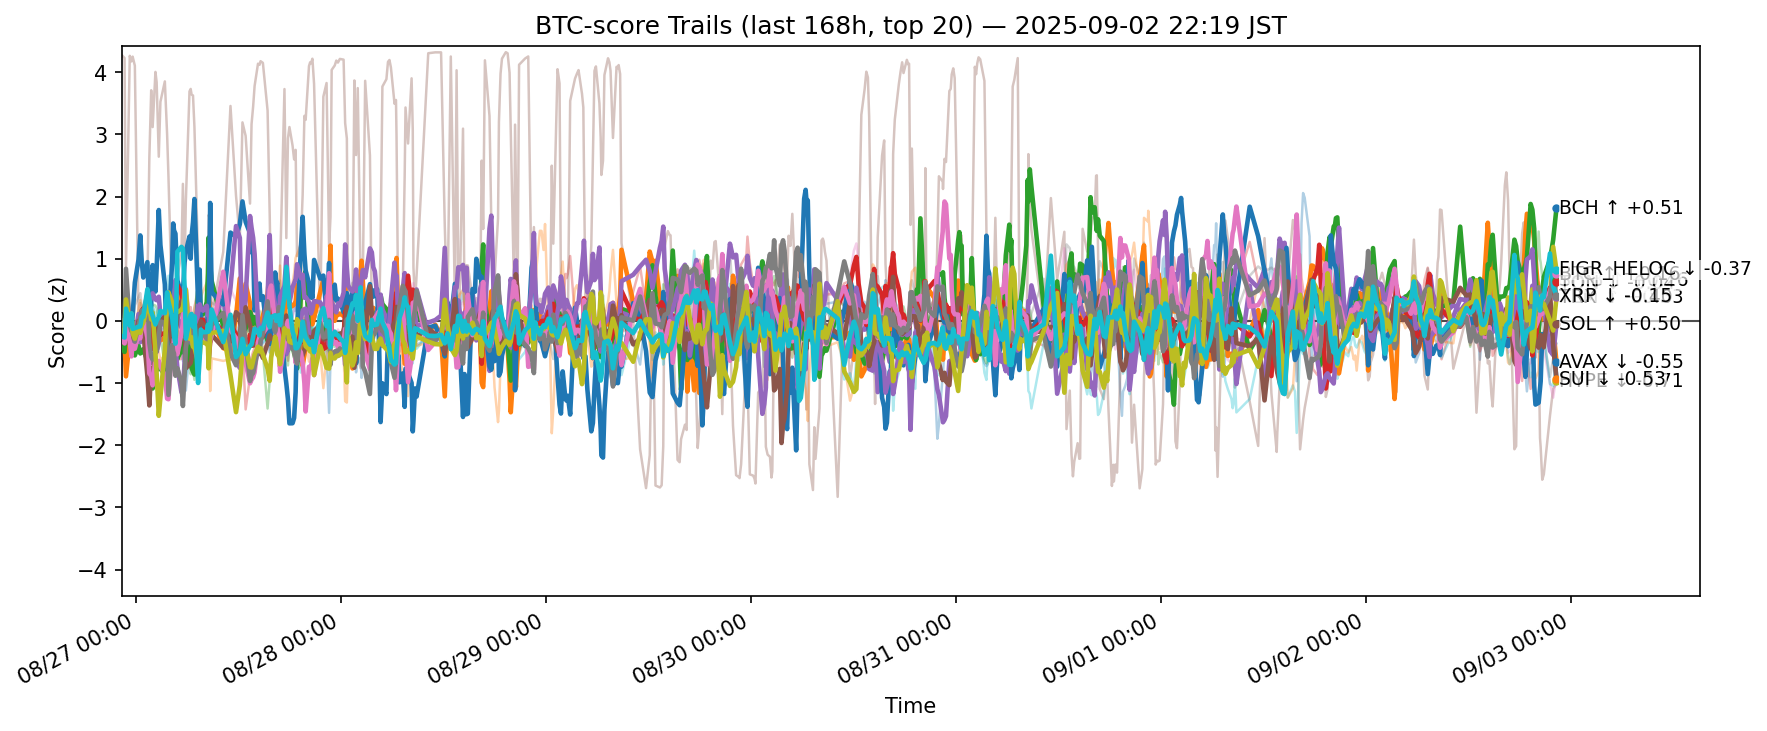 BTC-score Trails (last 168h, top 20) — 2025-09-02 22:19 JST
Score (z)
4
3
2
1
0
−1
−2
−3
−4
BCH ↑ +0.51
FIGR_HELOC ↓ -0.37
XRP ↓
SOL ↑ +0.50
AVAX ↓ -0.55
SUI ↓ -0.53
08/27 00:00
08/28 00:00
08/29 00:00
08/30 00:00
08/31 00:00
09/01 00:00
09/02 00:00
09/03 00:00
Time